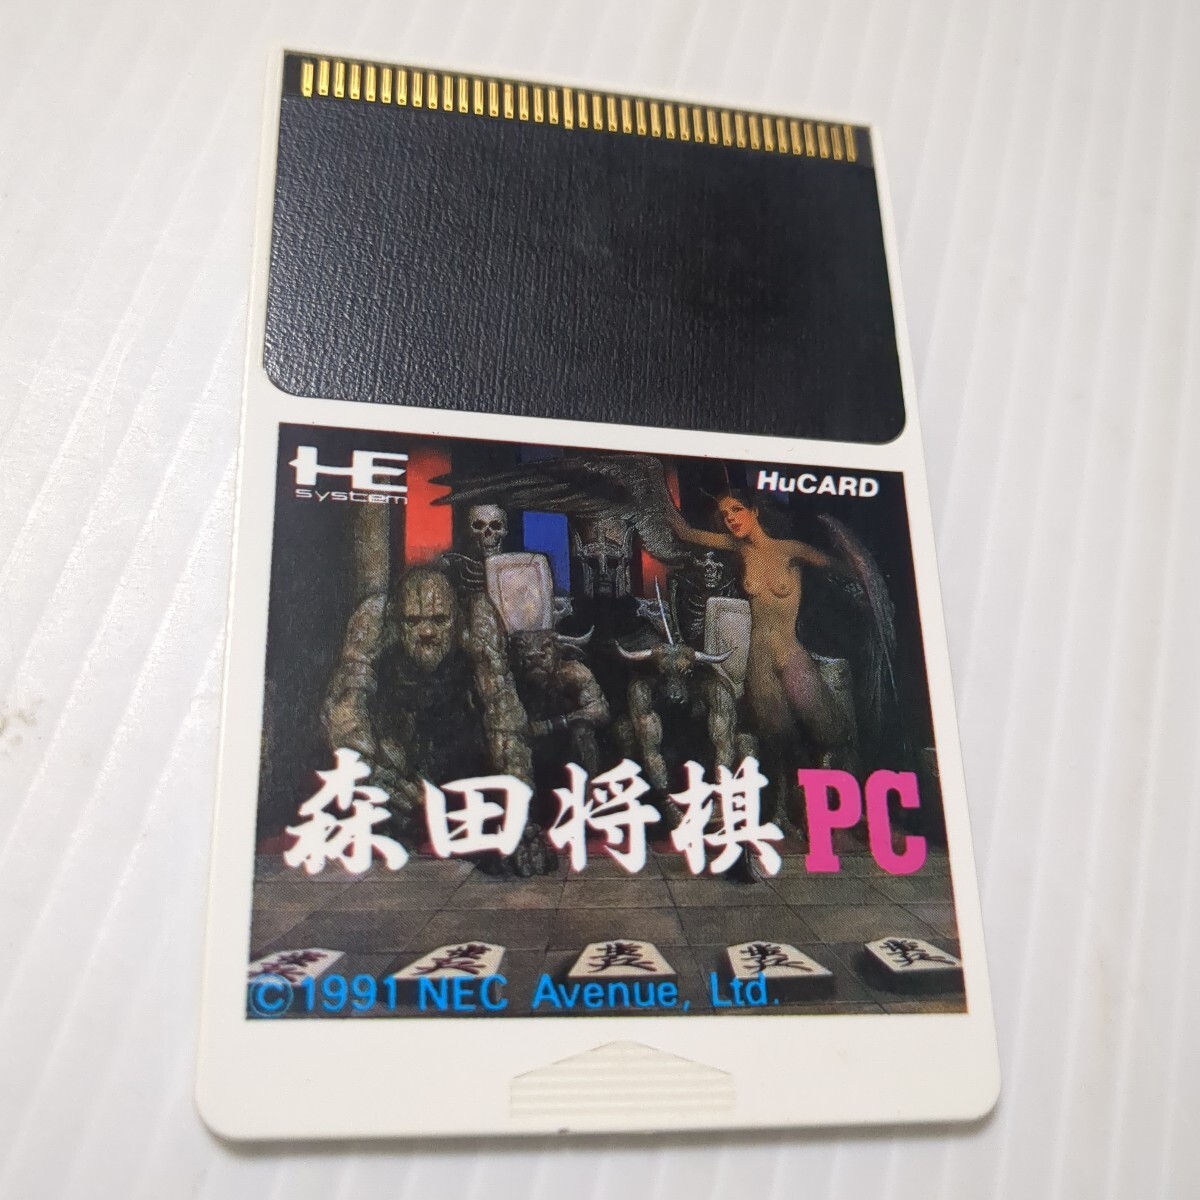 HE
system
HuCARD
森田将棋PC
©1991 NEC Avenue, Ltd.